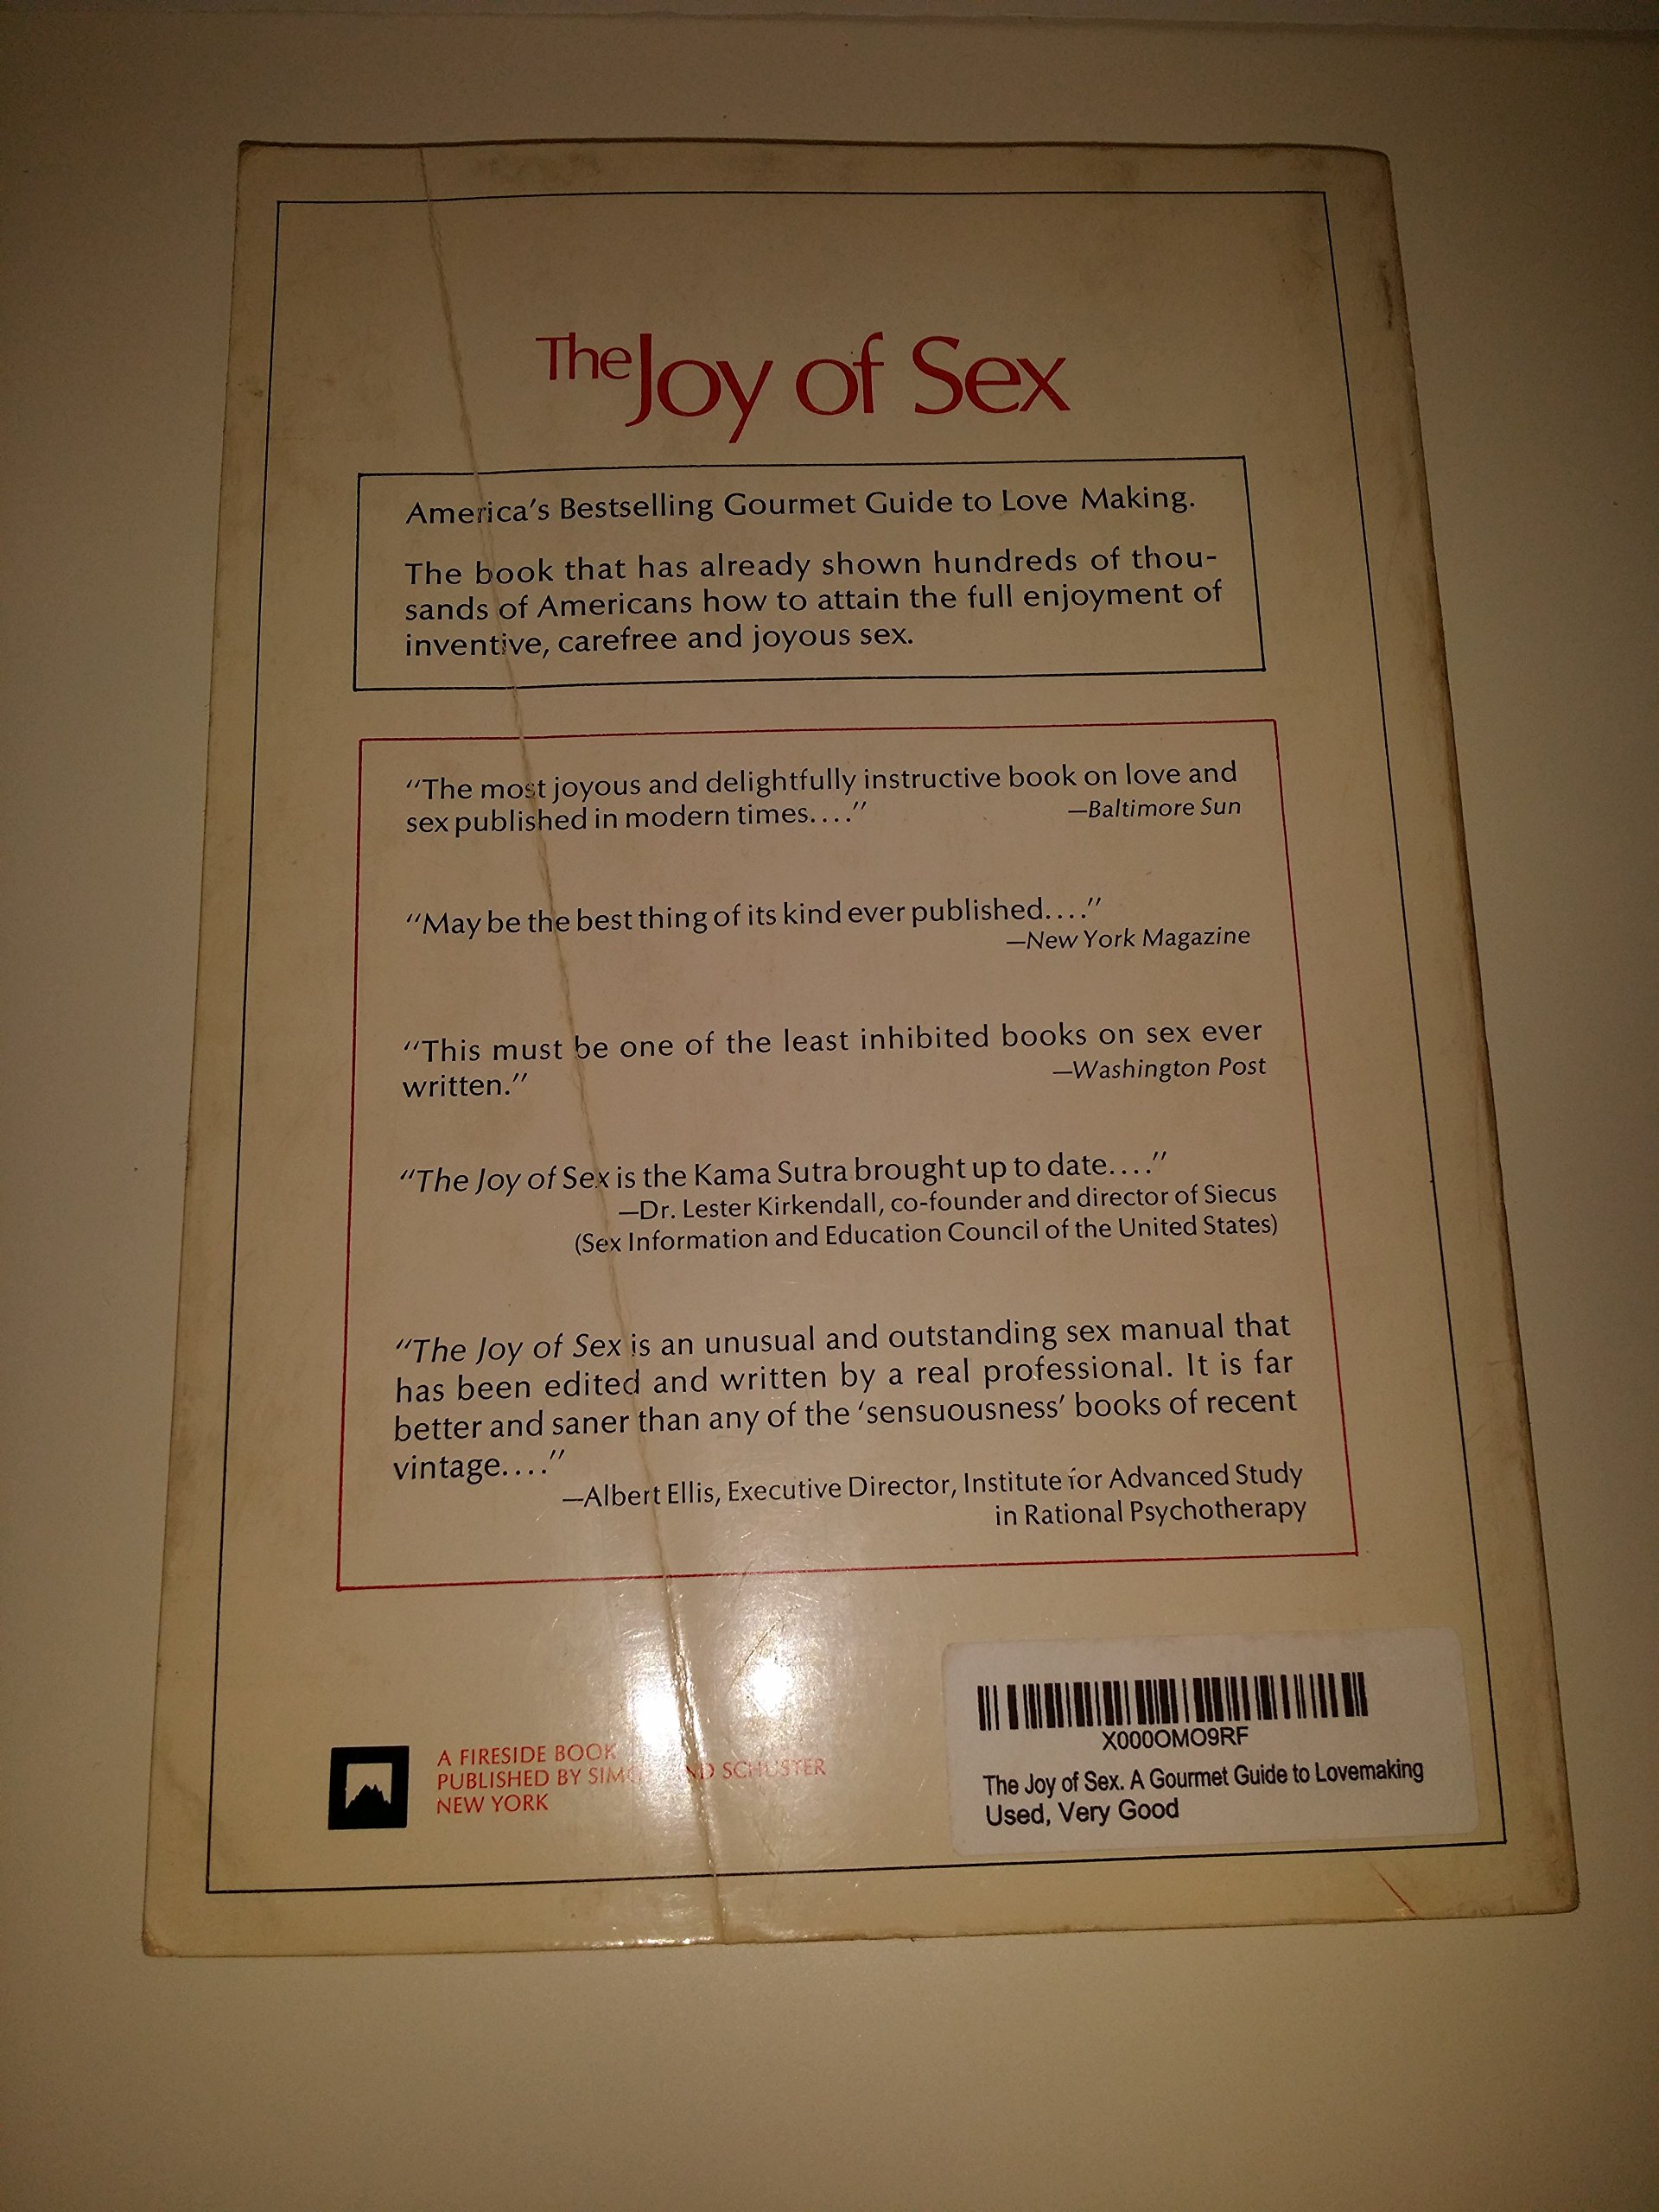 The Joy of Sex
America's Bestselling Gourmet Guide to Love Making.
The book that has already shown hundreds of thou-
sands of Americans how to attain the full enjoyment of
inventive, carefree and joyous sex.
"The most joyous and delightfully instructive book on love and
sex published in modern times...." —Baltimore Sun
"May be the best thing of its kind ever published...."
—New York Magazine
"This must be one of the least inhibited books on sex ever
written." —Washington Post
"The Joy of Sex is the Kama Sutra brought up to date...."
—Dr. Lester Kirkendall, co-founder and director of Siecus
(Sex Information and Education Council of the United States)
"The Joy of Sex is an unusual and outstanding sex manual that
has been edited and written by a real professional. It is far
better and saner than any of the 'sensuousness' books of recent
vintage...."
—Albert Ellis, Executive Director, Institute for Advanced Study
in Rational Psychotherapy
A FIRESIDE BOOK
PUBLISHED BY SIMON AND SCHUSTER
NEW YORK
X000OMO9RF
The Joy of Sex. A Gourmet Guide to Lovemaking
Used, Very Good